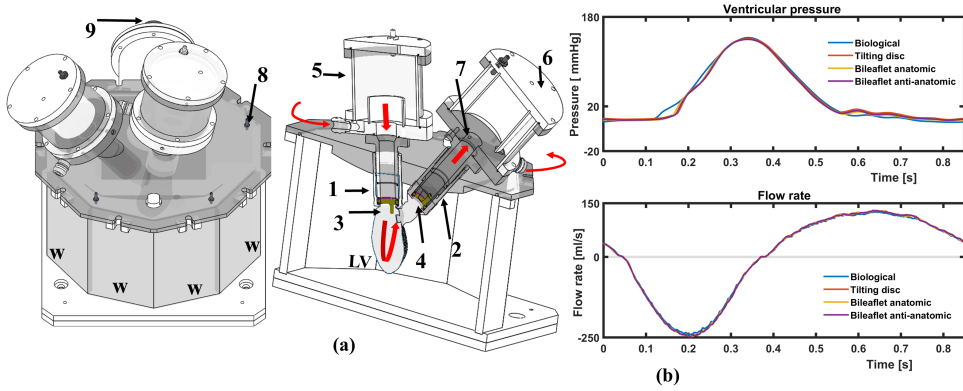 9
8
W
W
W
W
5
6
7
1
3
2
4
LV
(a)
Ventricular pressure
Pressure [ mmHg]
180
20
-20
Biological
Tilting disc
Bileaflet anatomic
Bileaflet anti-anatomic
0 0.1 0.2 0.3 0.4 0.5 0.6 0.7 0.8
Time [s]
Flow rate
Flow rate [ml/s]
150
0
-250
Biological
Tilting disc
Bileaflet anatomic
Bileaflet anti-anatomic
0 0.1 0.2 0.3 0.4 0.5 0.6 0.7 0.8
Time [s]
(b)